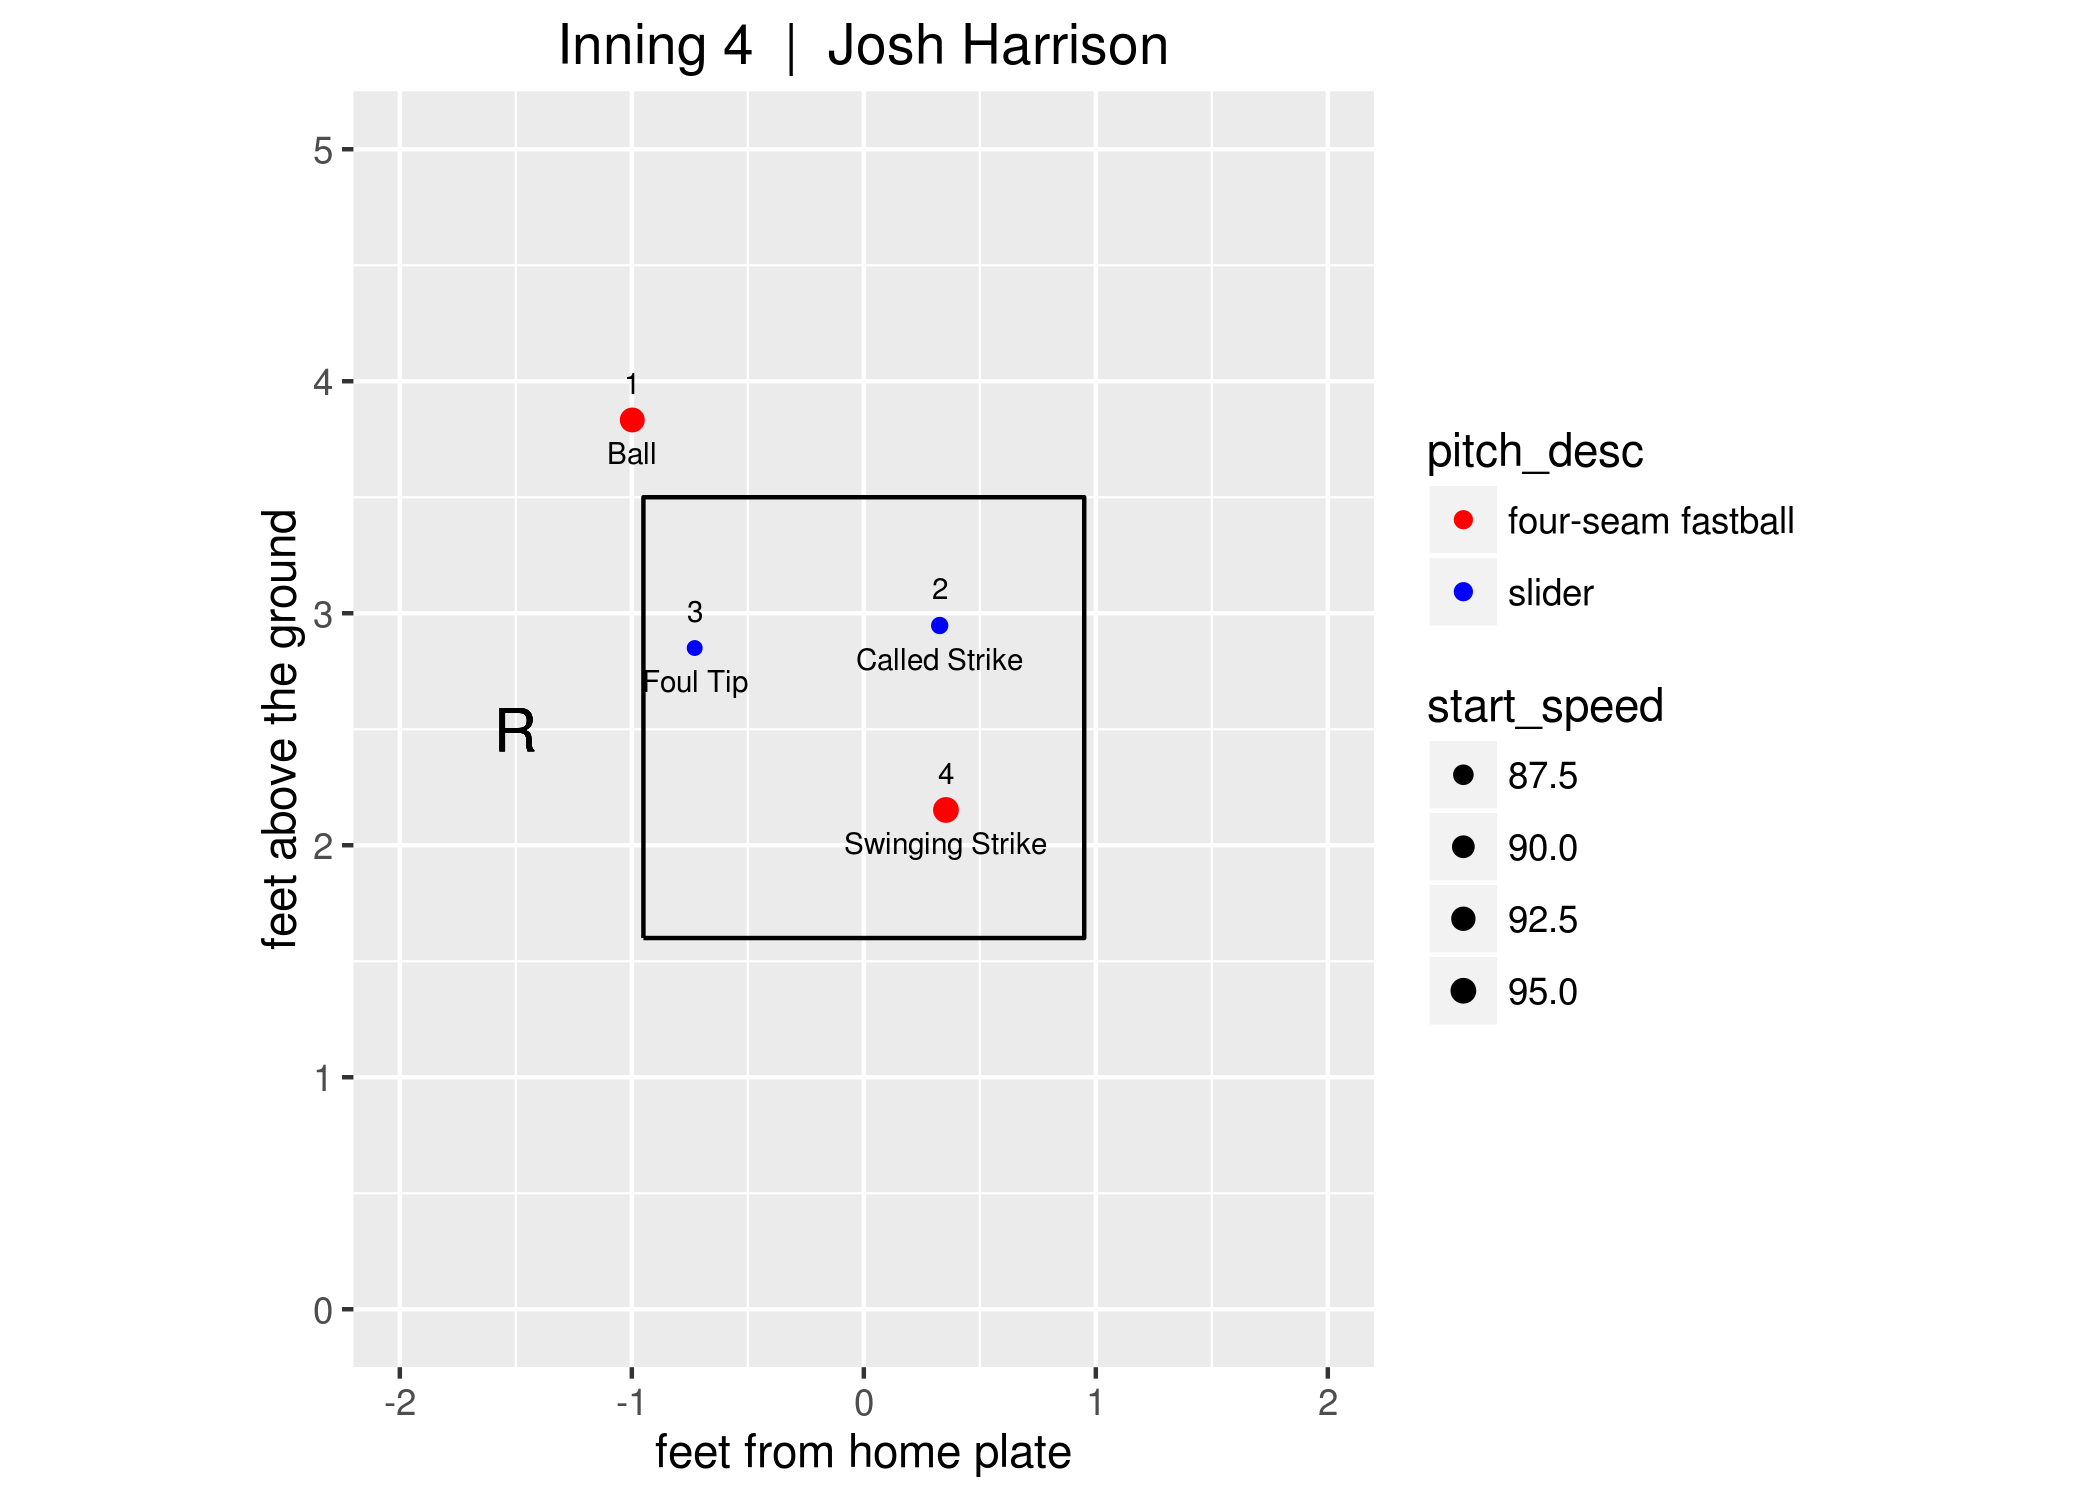 Inning 4 | Josh Harrison
feet above the ground
5
4
3
2
1
0
1
Ball
2
Called Strike
3
Foul Tip
R
4
Swinging Strike
-2 -1 0 1 2
feet from home plate
pitch_desc
four-seam fastball
slider
start_speed
87.5
90.0
92.5
95.0